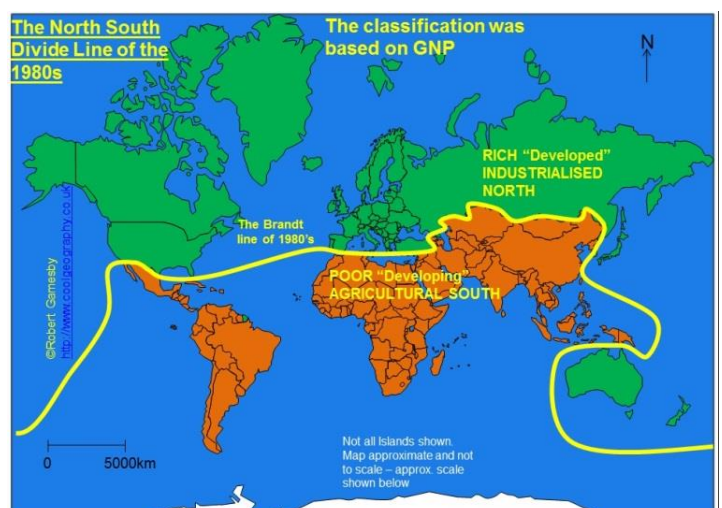 The North South
Divide Line of the
1980s
The classification was
based on GNP
N
RICH “Developed”
INDUSTRIALISED
NORTH
The Brandt
line of 1980's
POOR “Developing”
AGRICULTURAL SOUTH
©Robert Gamesby
http://www.coolgeography.co.uk
Not all Islands shown.
Map approximate and not
to scale – approx. scale
shown below
0 5000km